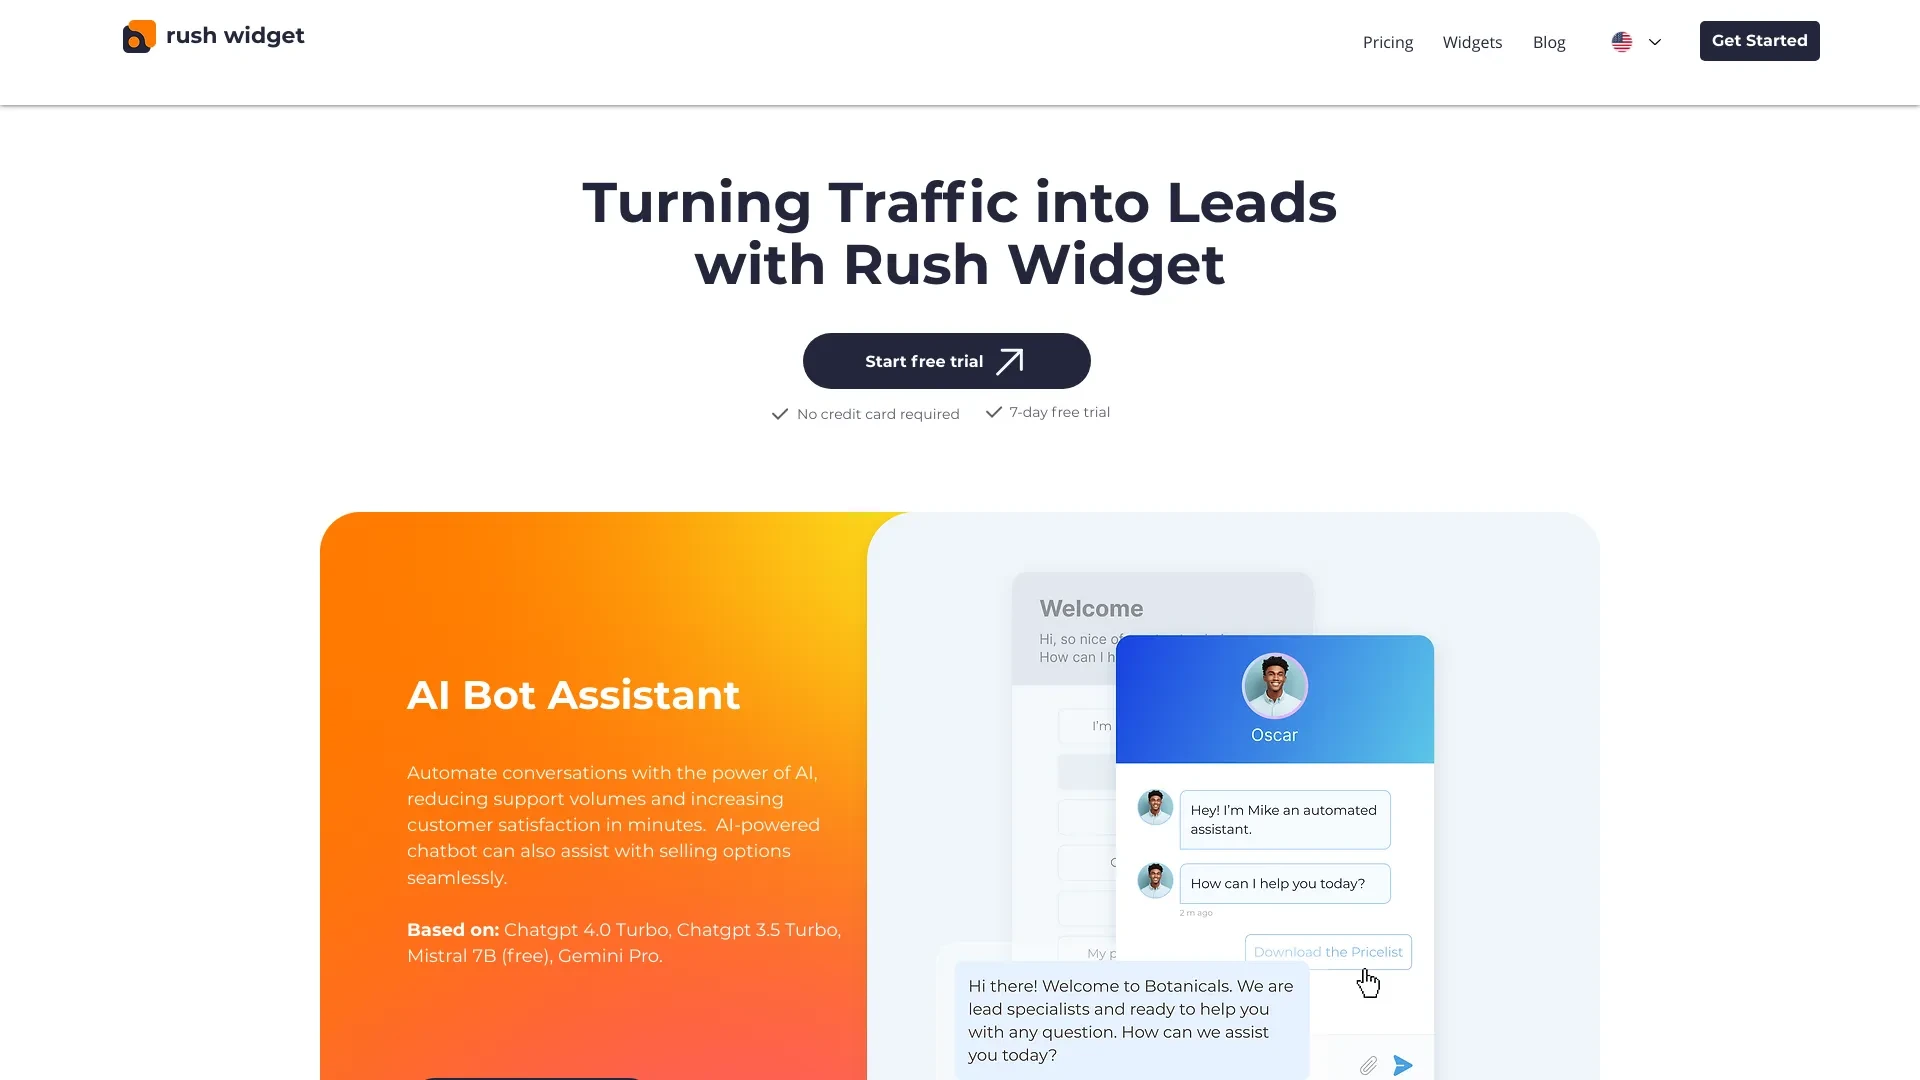 rush widget
Pricing
Widgets
Blog
Get Started
Turning Traffic into Leads
with Rush Widget
Start free trial
No credit card required
7-day free trial
AI Bot Assistant
Automate conversations with the power of AI,
reducing support volumes and increasing
customer satisfaction in minutes. AI-powered
chatbot can also assist with selling options
seamlessly.
Based on: Chatgpt 4.0 Turbo, Chatgpt 3.5 Turbo,
Mistral 7B (free), Gemini Pro.
Welcome
Hi, so nice of
How can I h
I'm
My p
Oscar
Hey! I'm Mike an automated
assistant.
How can I help you today?
2 m ago
Download the Pricelist
Hi there! Welcome to Botanicals. We are
lead specialists and ready to help you
with any question. How can we assist
you today?